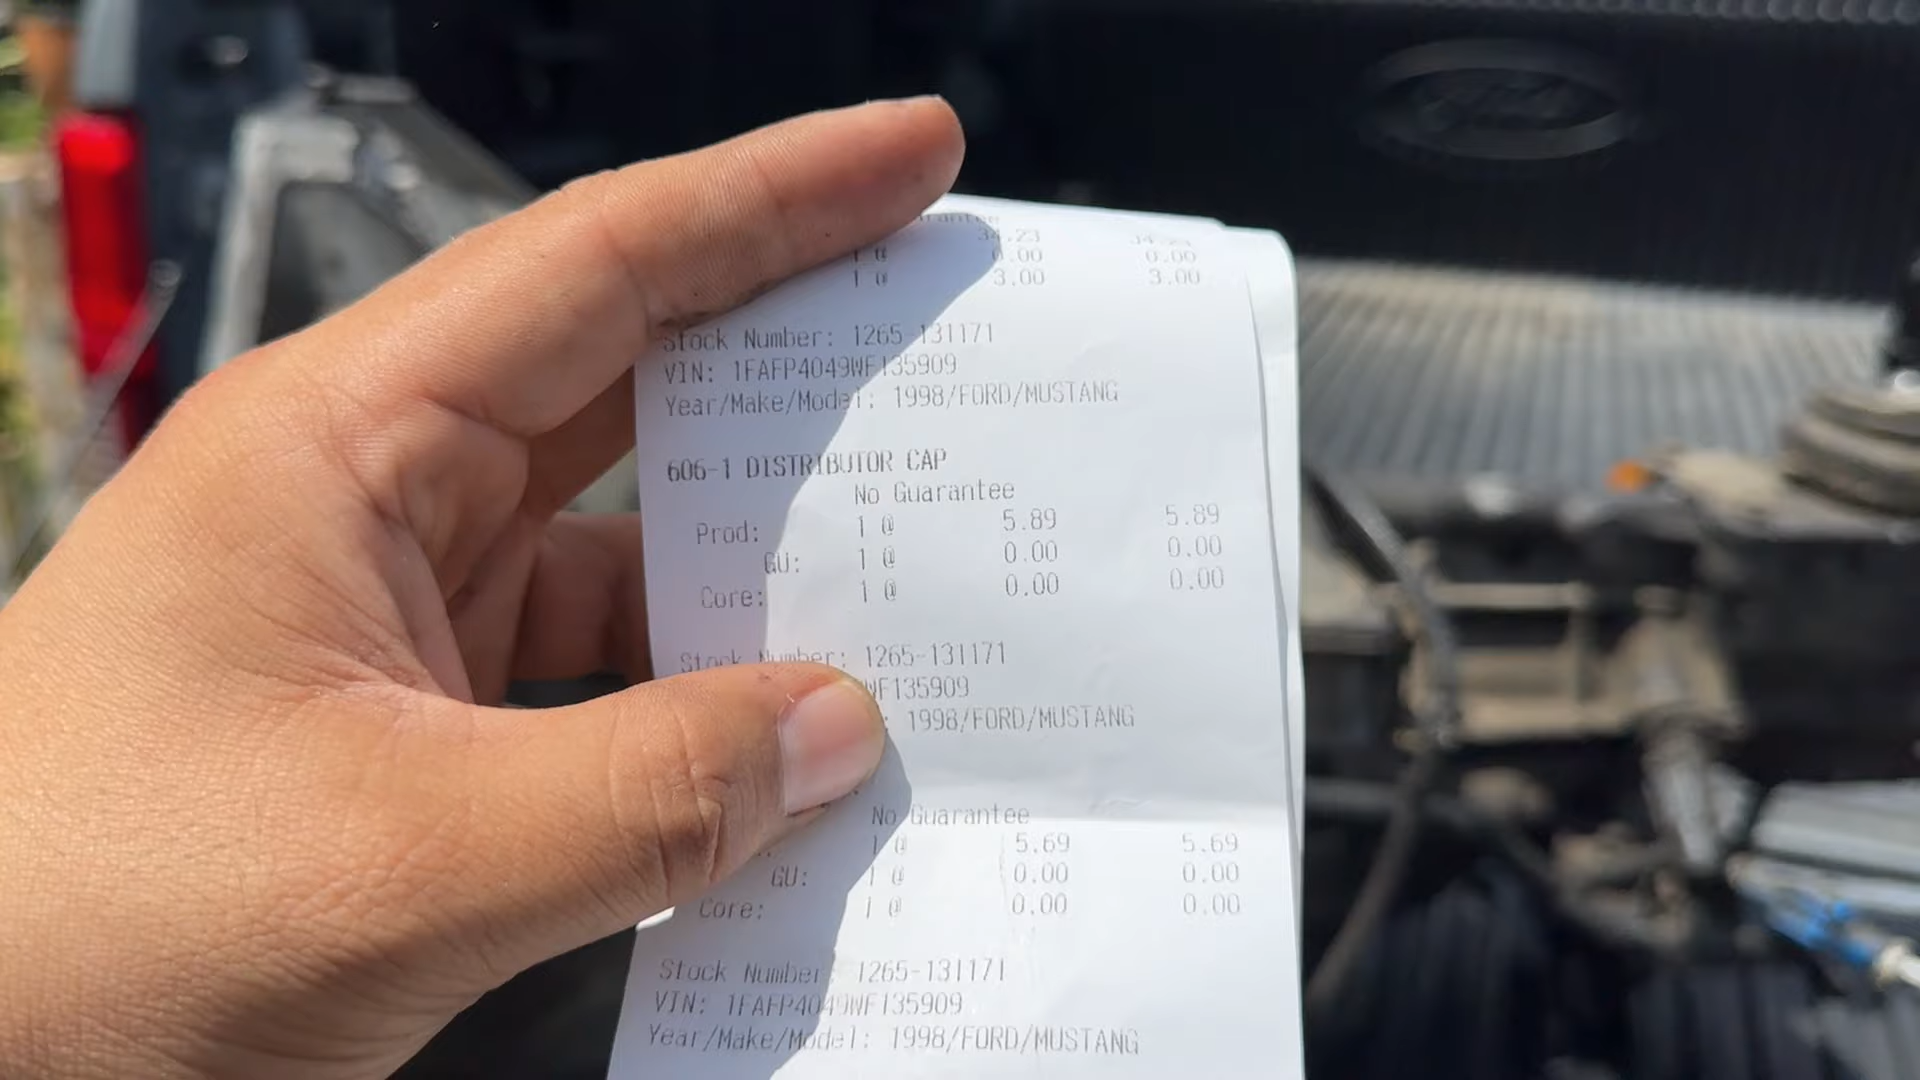 34.23
1 @ 0.00 0.00
1 @ 3.00 3.00
Stock Number: 1265-131171
VIN: 1FAFP4049WF135909
Year/Make/Model: 1998/FORD/MUSTANG
606-1 DISTRIBUTOR CAP
No Guarantee
Prod: 1 @ 5.89 5.89
GU: 1 @ 0.00 0.00
Core: 1 @ 0.00 0.00
Stock Number: 1265-131171
WF135909
: 1998/FORD/MUSTANG
No Guarantee
1 @ 5.69 5.69
GU: 1 @ 0.00 0.00
Core: 1 @ 0.00 0.00
Stock Number: 1265-131171
VIN: 1FAFP4049WF135909
Year/Make/Model: 1998/FORD/MUSTANG
Ford